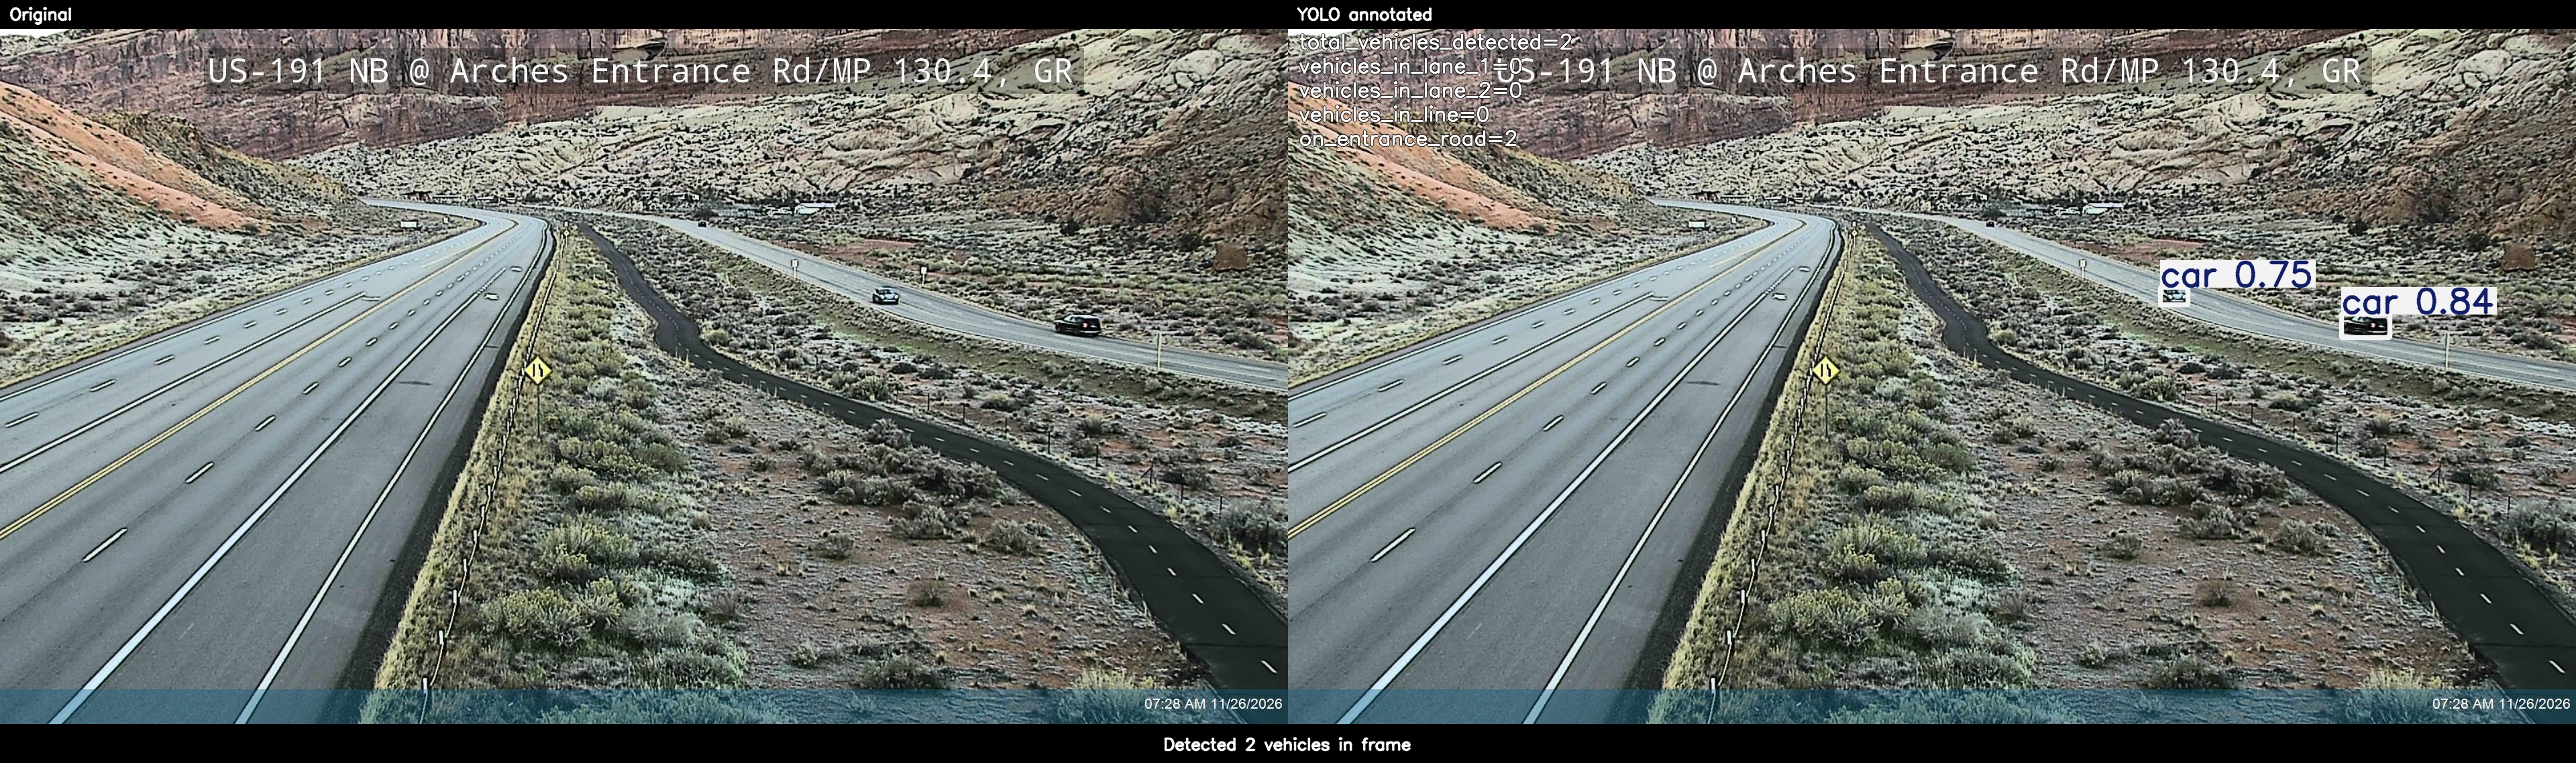 Original
YOLO annotated
US-191 NB @ Arches Entrance Rd/MP 130.4, GR
total_vehicles_detected=2
vehicles_in_lane_1=0
US-191 NB @ Arches Entrance Rd/MP 130.4, GR
vehicles_in_lane_2=0
vehicles_in_line=0
on_entrance_road=2
car 0.75
car 0.84
07:28 AM 11/26/2026
07:28 AM 11/26/2026
Detected 2 vehicles in frame